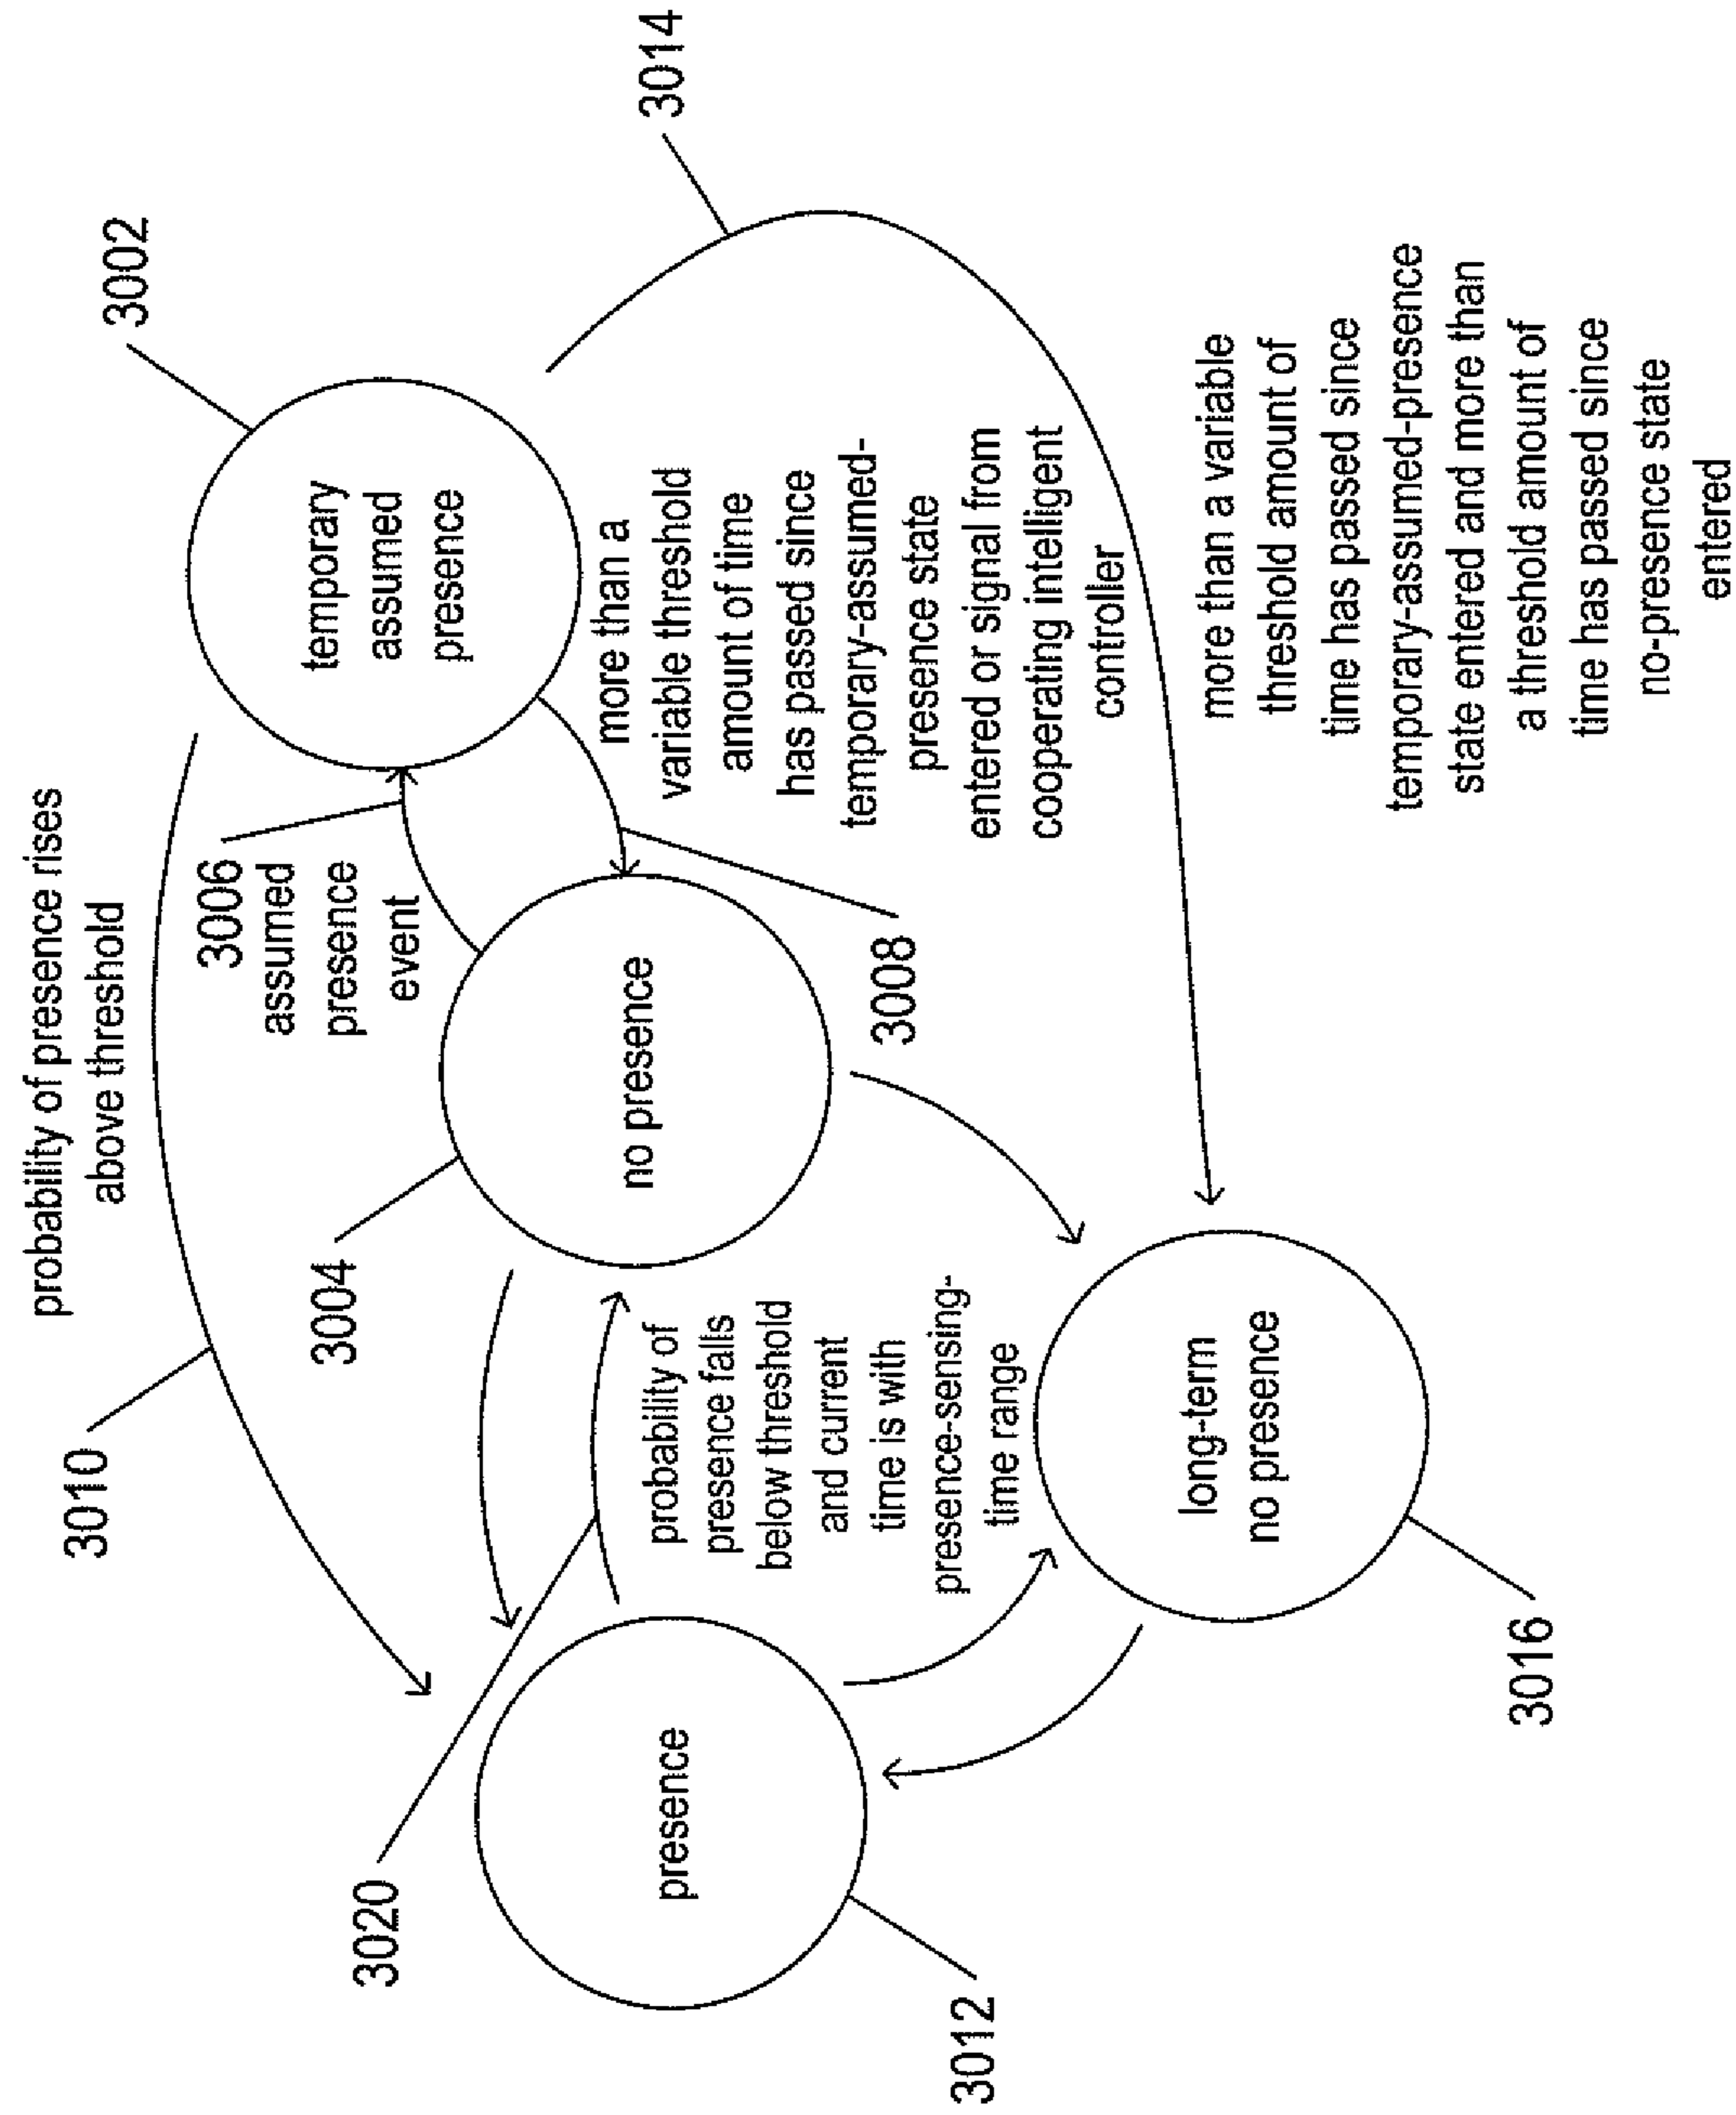 probability of presence rises
above threshold
3010
3006
assumed
presence
event
3002
temporary
assumed
presence
3014
3004
no presence
3008
more than a
variable threshold
amount of time
has passed since
temporary-assumed-
presence state
entered or signal from
cooperating intelligent
controller
3020
probability of
presence falls
below threshold
and current
time is with
presence-sensing-
time range
presence
3012
long-term
no presence
3016
more than a variable
threshold amount of
time has passed since
temporary-assumed-presence
state entered and more than
a threshold amount of
time has passed since
no-presence state
entered